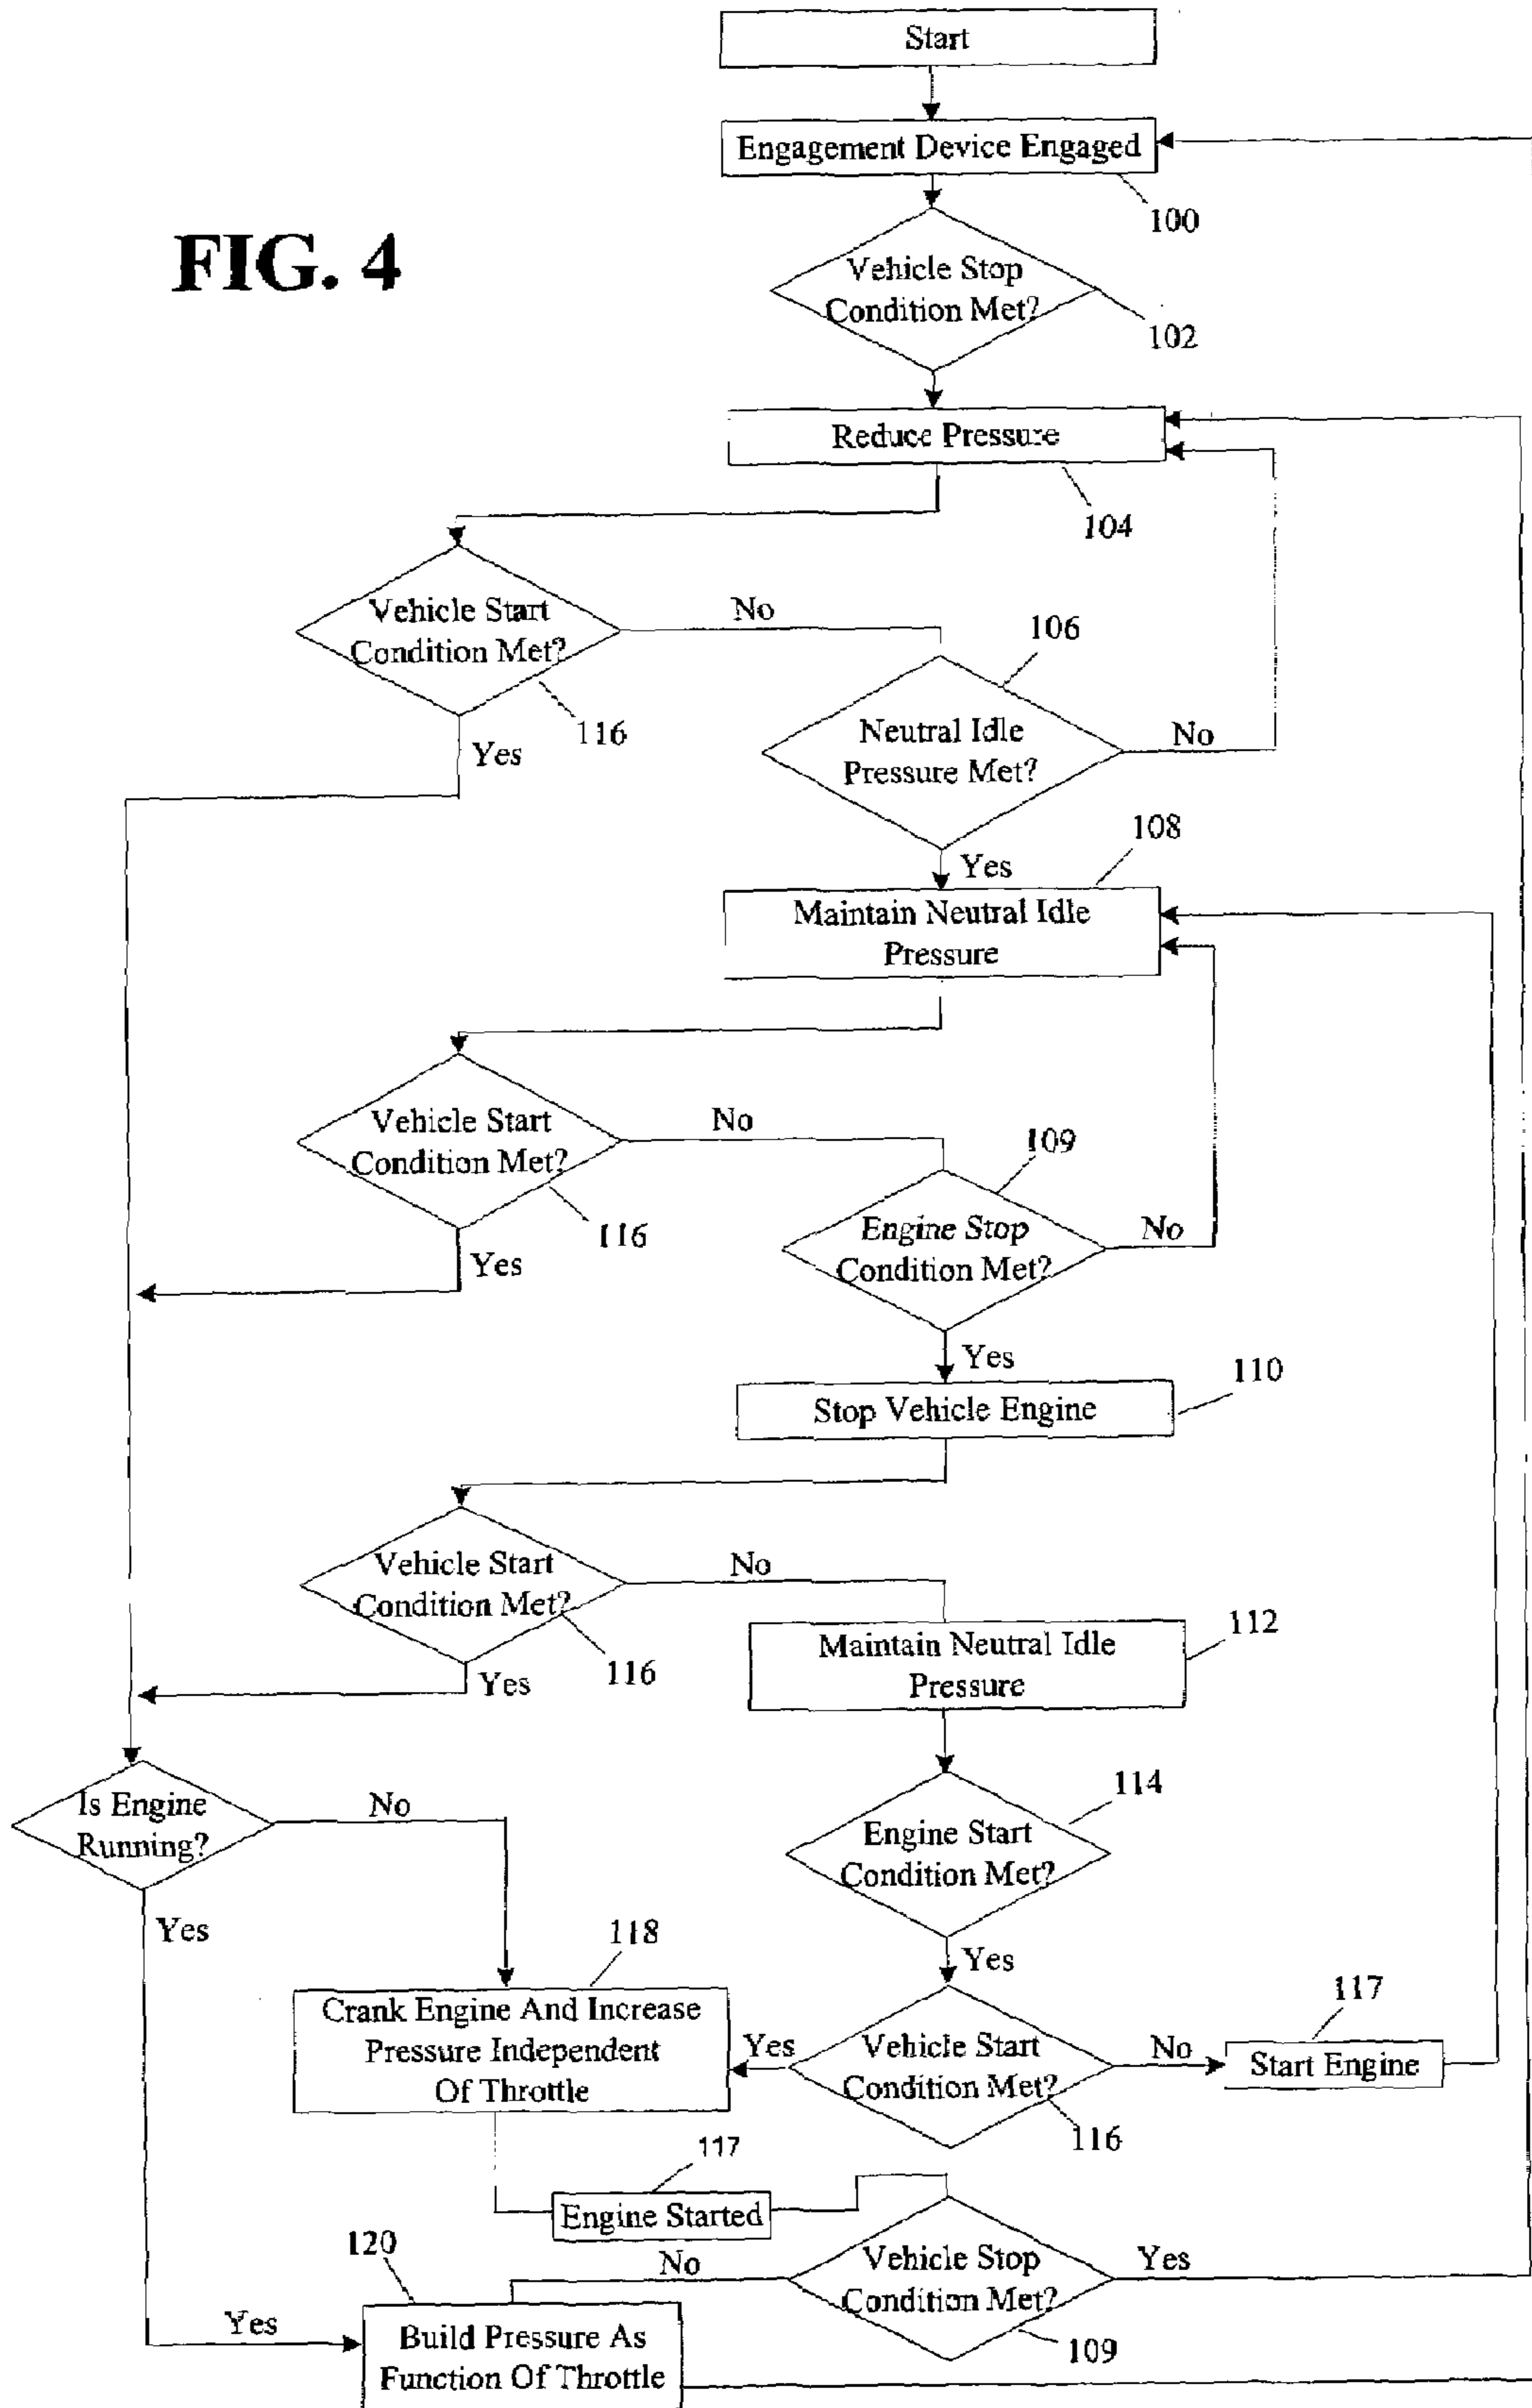 Start
Engagement Device Engaged
100
FIG. 4
Vehicle Stop
Condition Met?
102
Reduce Pressure
104
Vehicle Start
Condition Met?
No
116
Yes
106
Neutral Idle
Pressure Met?
No
Yes
108
Maintain Neutral Idle
Pressure
Vehicle Start
Condition Met?
No
116
Yes
109
Engine Stop
Condition Met?
No
Yes
Stop Vehicle Engine
110
Vehicle Start
Condition Met?
No
116
Yes
Maintain Neutral Idle
Pressure
112
Is Engine
Running?
No
Yes
114
Engine Start
Condition Met?
Yes
118
Crank Engine And Increase
Pressure Independent
Of Throttle
Yes
Vehicle Start
Condition Met?
116
No
117
Start Engine
117
Engine Started
120
No
Vehicle Stop
Condition Met?
Yes
109
Yes
Build Pressure As
Function Of Throttle